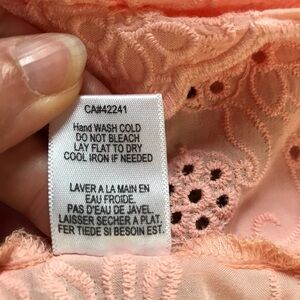 CA#42241
Hand WASH COLD
DO NOT BLEACH
LAY FLAT TO DRY
COOL IRON IF NEEDED
LAVER A LA MAIN EN
EAU FROIDE.
PAS D'EAU DE JAVEL.
LAISSER SECHER A PLAT.
FER TIEDE SI BESOIN EST.